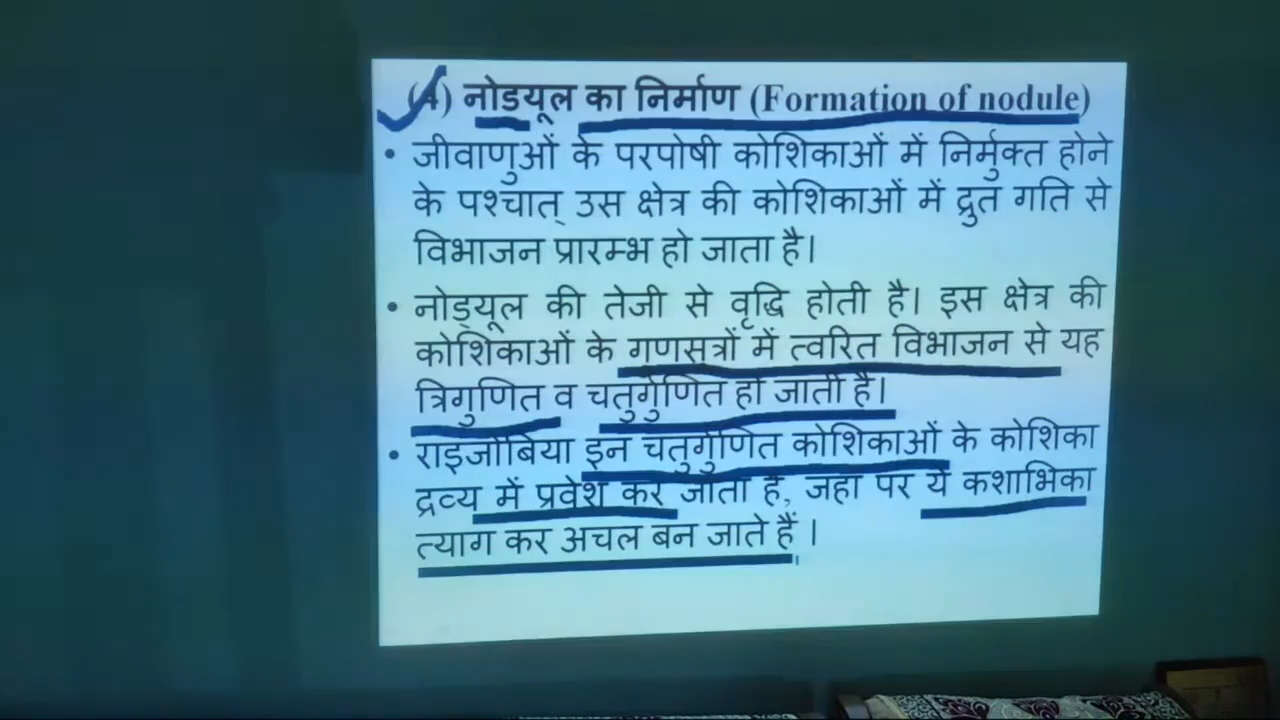 (4) नोडयूल का निर्माण (Formation of nodule)
• जीवाणुओं के परपोषी कोशिकाओं में निर्मुक्त होने
के पश्चात् उस क्षेत्र की कोशिकाओं में द्रुत गति से
विभाजन प्रारम्भ हो जाता है।
• नोड्यूल की तेजी से वृद्धि होती है। इस क्षेत्र की
कोशिकाओं के गुणसूत्रों में त्वरित विभाजन से यह
त्रिगुणित व चतुर्गुणित हो जाती है।
• राइजोबिया इन चतुर्गुणित कोशिकाओं के कोशिका
द्रव्य में प्रवेश कर जाता है, जहां पर ये कशाभिका
त्याग कर अचल बन जाते हैं ।